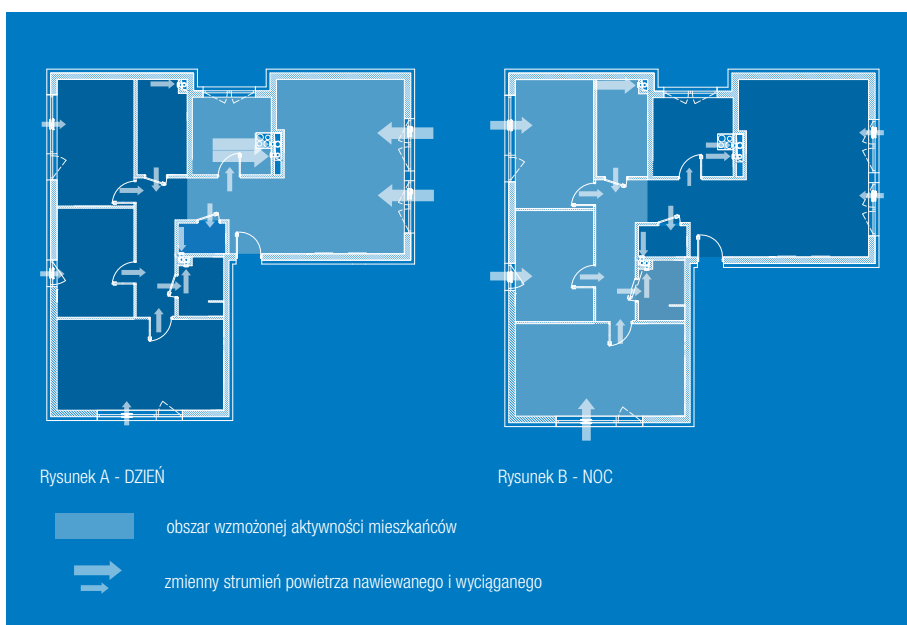 Rysunek A - DZIEŃ
Rysunek B - NOC
obszar wzmożonej aktywności mieszkańców
zmienny strumień powietrza nawiewanego i wyciąganego